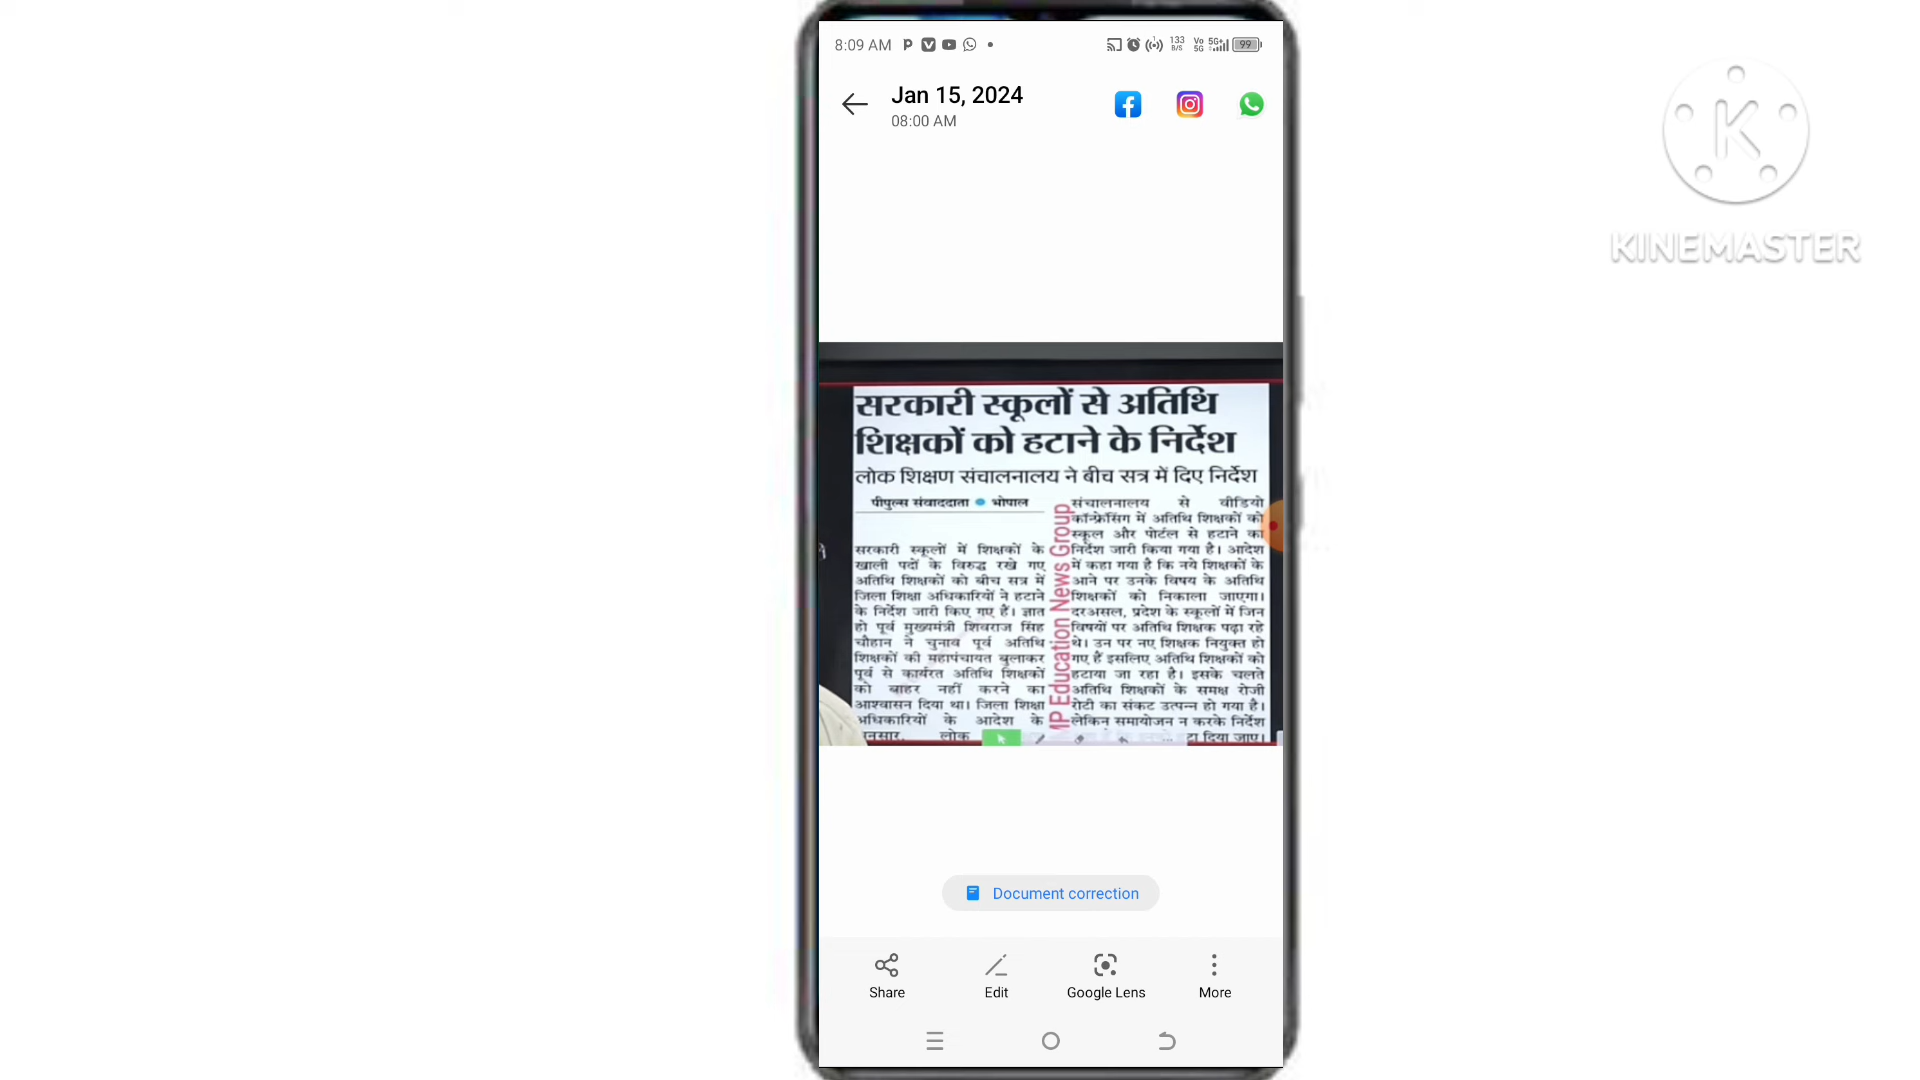 8:09 AM
133
B/S
Vo
5G
5G+
99
Jan 15, 2024
08:00 AM
KINEMASTER
सरकारी स्कूलों से अतिथि
शिक्षकों को हटाने के निर्देश
लोक शिक्षण संचालनालय ने बीच सत्र में दिए निर्देश
पीपुल्स संवाददाता ● भोपाल
सरकारी स्कूलों में शिक्षकों के
खाली पदों के विरुद्ध रखे गए
अतिथि शिक्षकों को बीच सत्र में
जिला शिक्षा अधिकारियों ने हटाने
के निर्देश जारी किए गए हैं। ज्ञात
हो पूर्व मुख्यमंत्री शिवराज सिंह
चौहान ने चुनाव पूर्व अतिथि
शिक्षकों की महापंचायत बुलाकर
पूर्व से कार्यरत अतिथि शिक्षकों
को बाहर नहीं करने का
आश्वासन दिया था। जिला शिक्षा
अधिकारियों के आदेश के
लोक
MP Education News Group
संचालनालय से वीडियो
कॉन्फ्रेंसिंग में अतिथि शिक्षकों को
स्कूल और पोर्टल से हटाने का
निर्देश जारी किया गया है। आदेश
में कहा गया है कि नये शिक्षकों के
आने पर उनके विषय के अतिथि
शिक्षकों को निकाला जाएगा।
दरअसल, प्रदेश के स्कूलों में जिन
विषयों पर अतिथि शिक्षक पढ़ा रहे
थे। उन पर नए शिक्षक नियुक्त हो
गए हैं इसलिए अतिथि शिक्षकों को
हटाया जा रहा है। इसके चलते
अतिथि शिक्षकों के समक्ष रोजी
रोटी का संकट उत्पन्न हो गया है।
लेकिन समायोजन न करके निर्देश
दिया जाए।
Document correction
Share
Edit
Google Lens
More